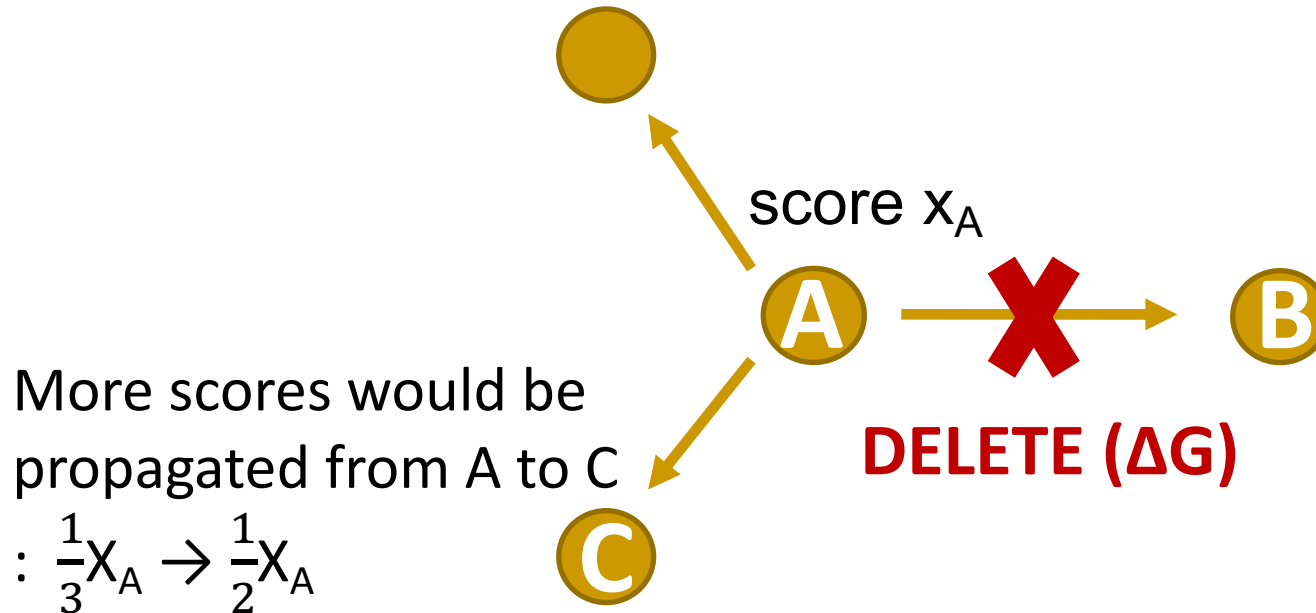 score x_A
A
B
More scores would be
propagated from A to C
DELETE (ΔG)
: 1/3 X_A → 1/2 X_A
C